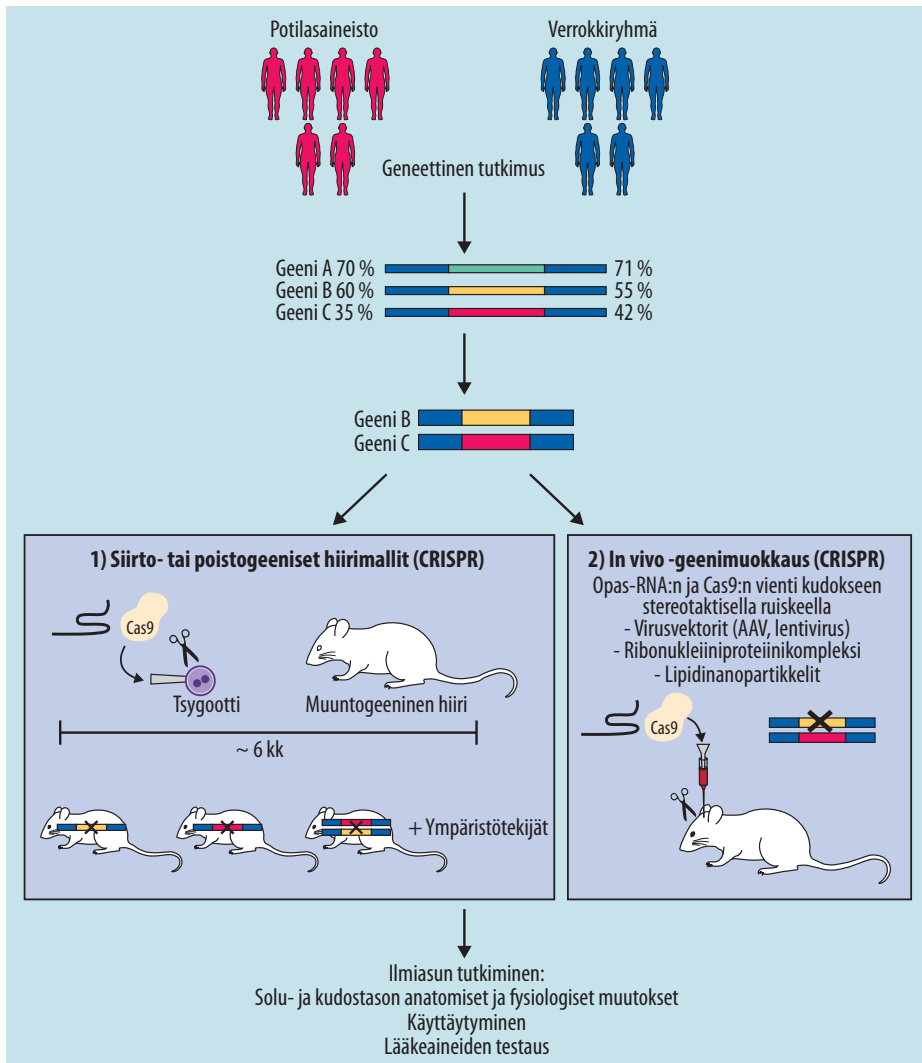 Potilasaineisto
Verrokkiryhmä
Geneettinen tutkimus
Geeni A 70 % 71 %
Geeni B 60 % 55 %
Geeni C 35 % 42 %
Geeni B
Geeni C
1) Siirto- tai poistogeeniset hiirimallit (CRISPR)
Cas9
Tsygootti
Muuntogeeninen hiiri
~ 6 kk
+ Ympäristötekijät
2) In vivo -geenimuokkaus (CRISPR)
Opas-RNA:n ja Cas9:n vienti kudokseen
stereotaktisella ruiskeella
- Virusvektorit (AAV, lentivirus)
- Ribonukleiiniproteiinikompleksi
- Lipidinanopartikkelit
Cas9
Ilmiasun tutkiminen:
Solu- ja kudostason anatomiset ja fysiologiset muutokset
Käyttäytyminen
Lääkeaineiden testaus